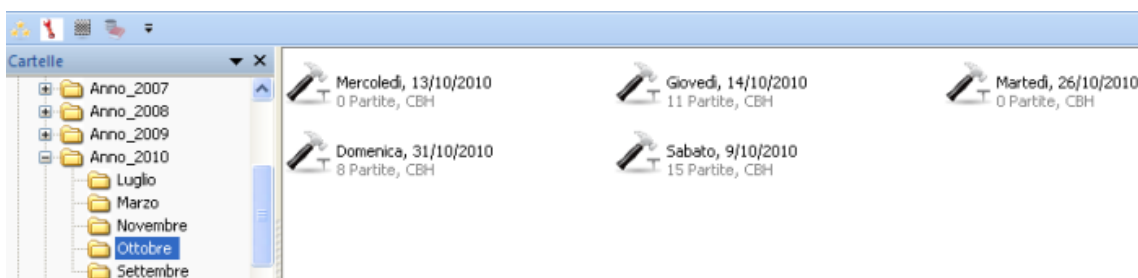 Cartelle
Anno_2007
Anno_2008
Anno_2009
Anno_2010
Luglio
Marzo
Novembre
Ottobre
Settembre
Mercoledì, 13/10/2010
0 Partite, CBH
Giovedì, 14/10/2010
11 Partite, CBH
Martedì, 26/10/2010
0 Partite, CBH
Domenica, 31/10/2010
8 Partite, CBH
Sabato, 9/10/2010
15 Partite, CBH